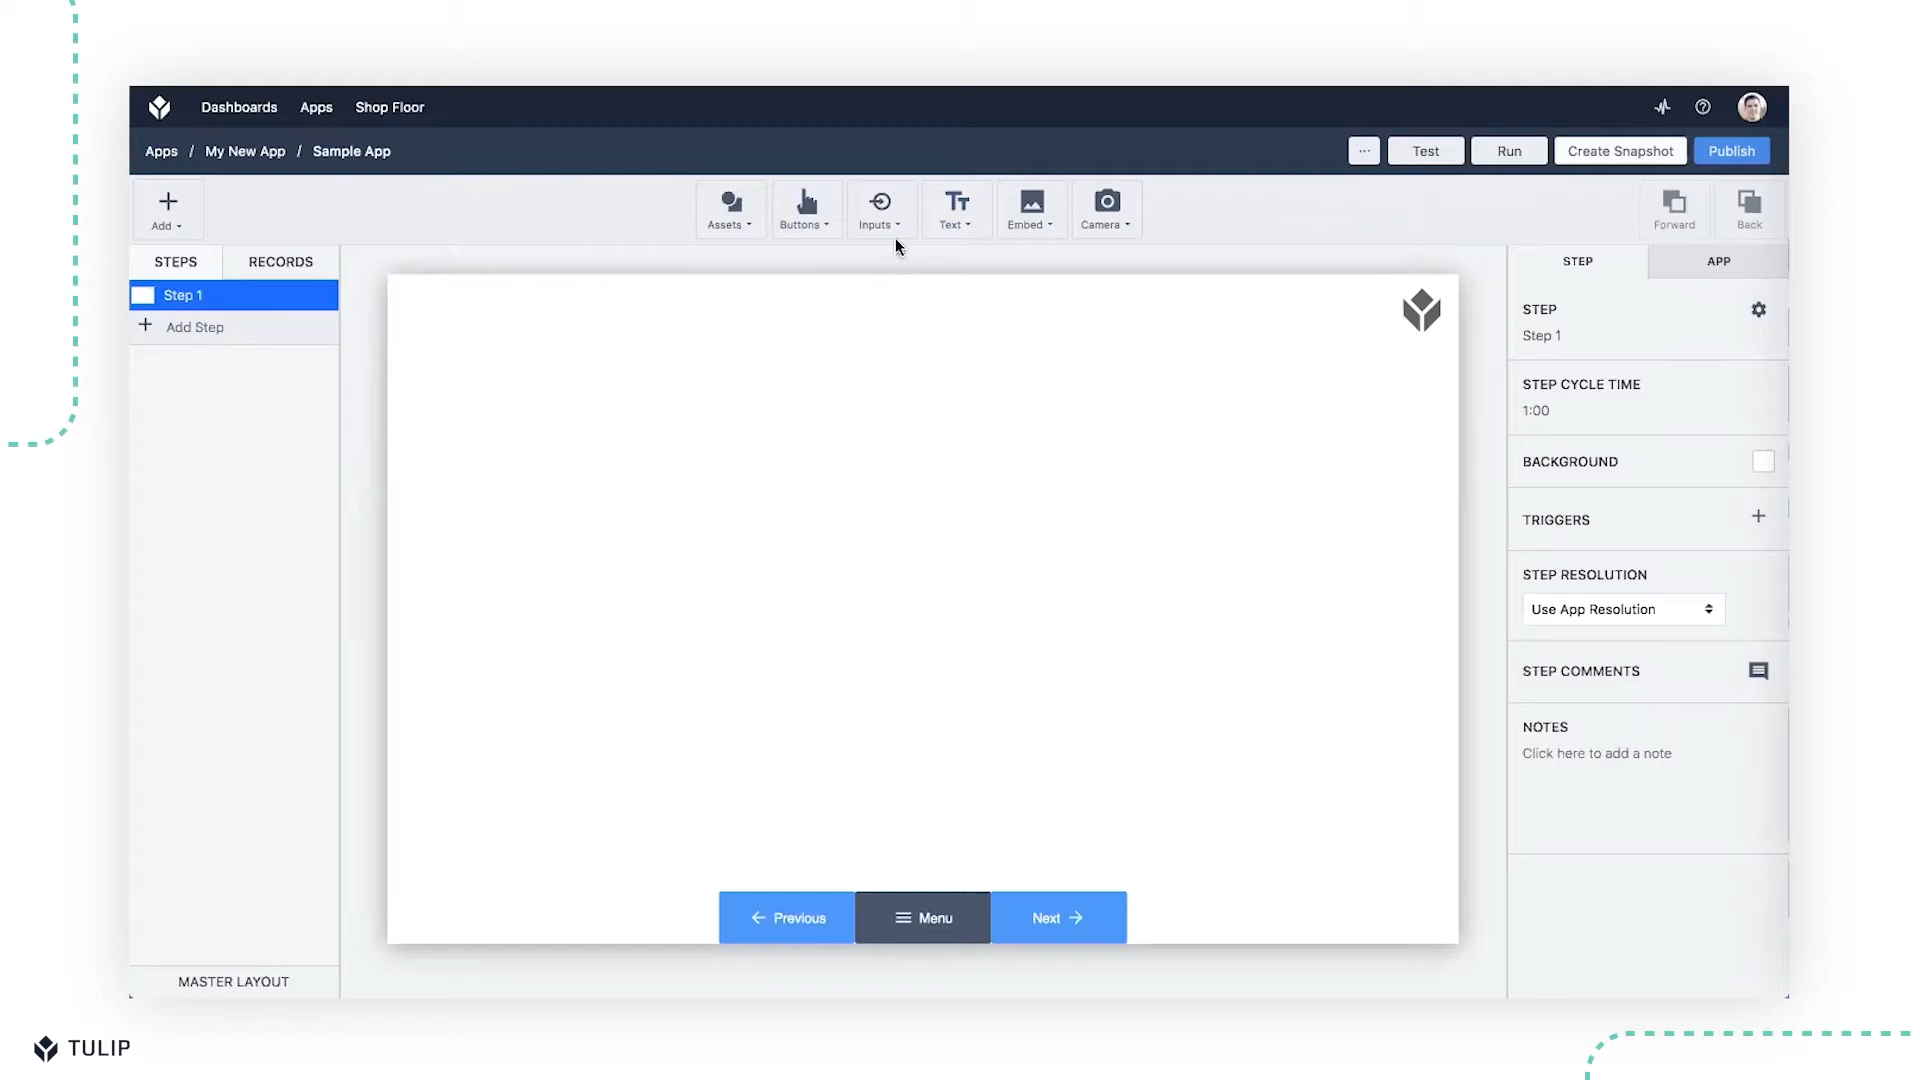 Dashboards Apps Shop Floor
Apps / My New App / Sample App
... Test Run Create Snapshot Publish
Add
Assets Buttons Inputs Text Embed Camera
Forward Back
STEPS RECORDS
Step 1
Add Step
MASTER LAYOUT
Previous Menu Next
STEP APP
STEP
Step 1
STEP CYCLE TIME
1:00
BACKGROUND
TRIGGERS
STEP RESOLUTION
Use App Resolution
STEP COMMENTS
NOTES
Click here to add a note
TULIP